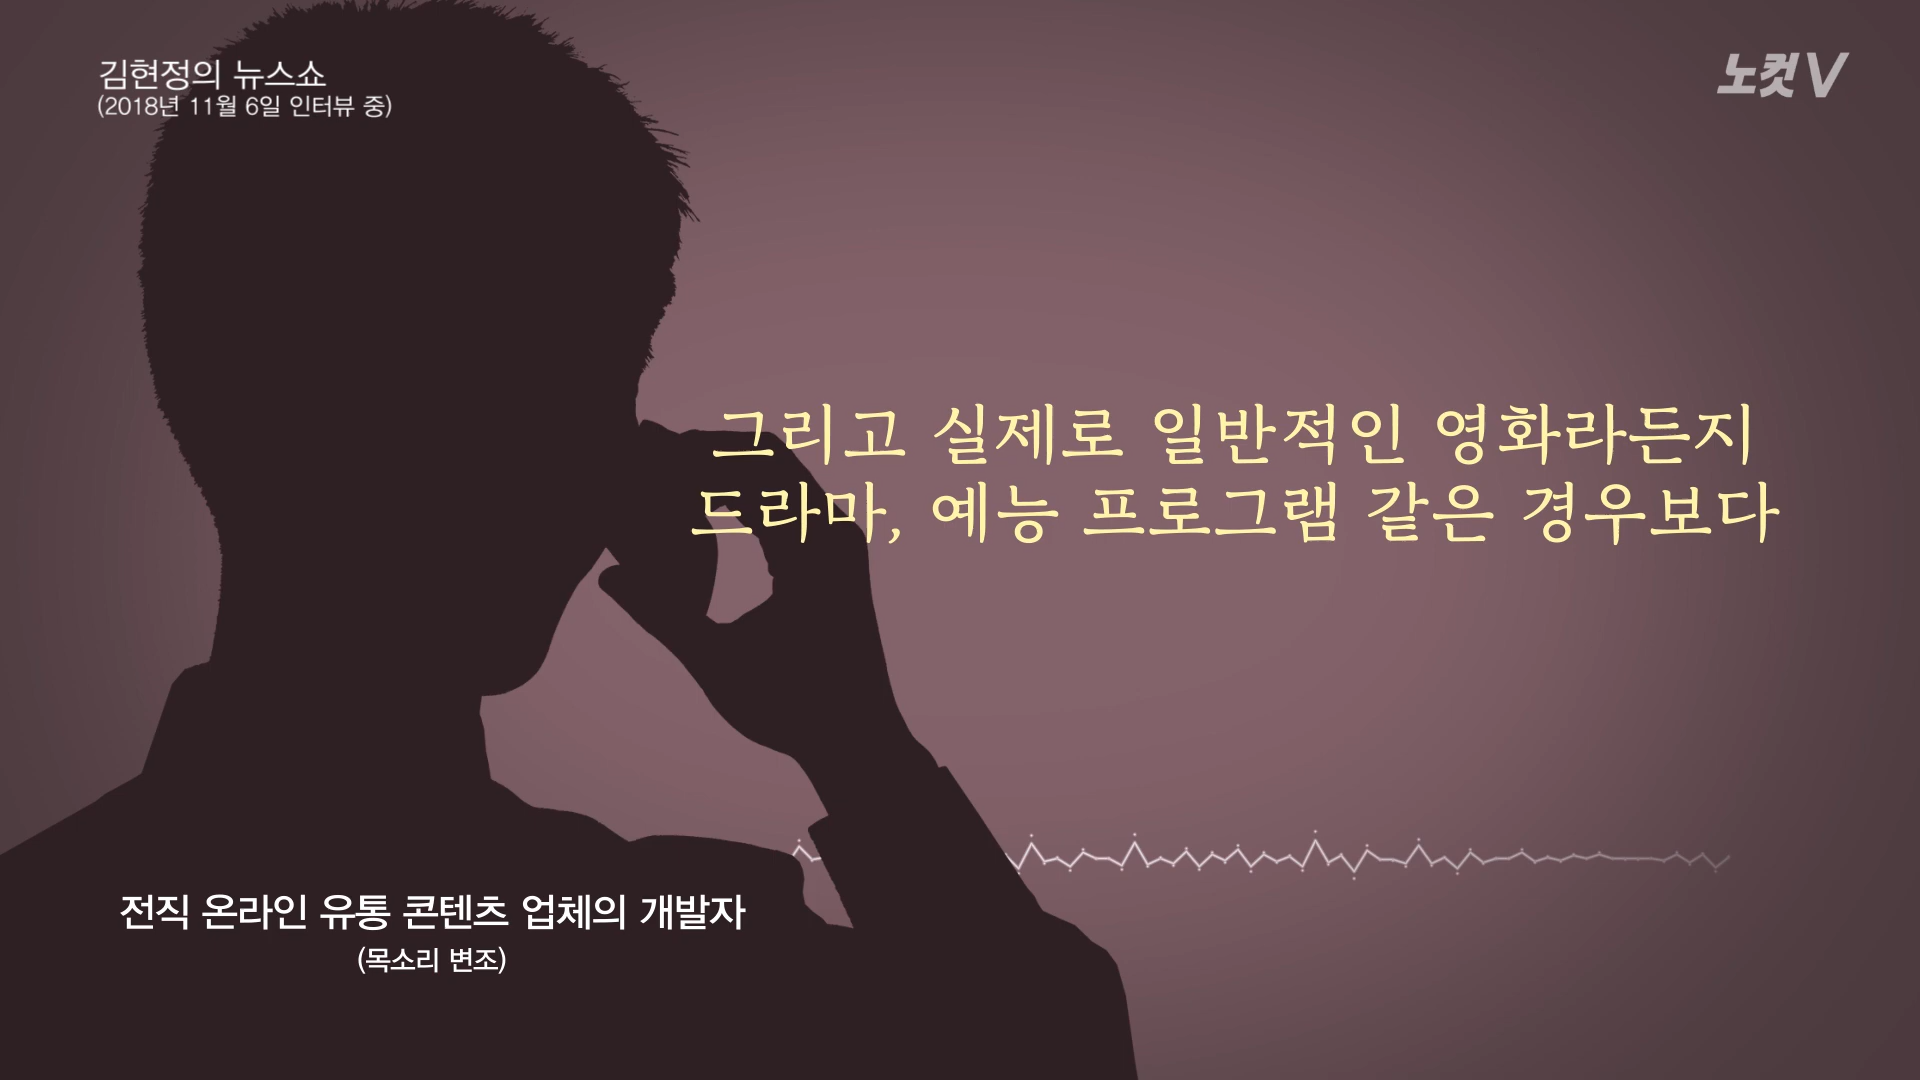 김현정의 뉴스쇼
(2018년 11월 6일 인터뷰 중)
노컷V
그리고 실제로 일반적인 영화라든지
드라마, 예능 프로그램 같은 경우보다
전직 온라인 유통 콘텐츠 업체의 개발자
(목소리 변조)